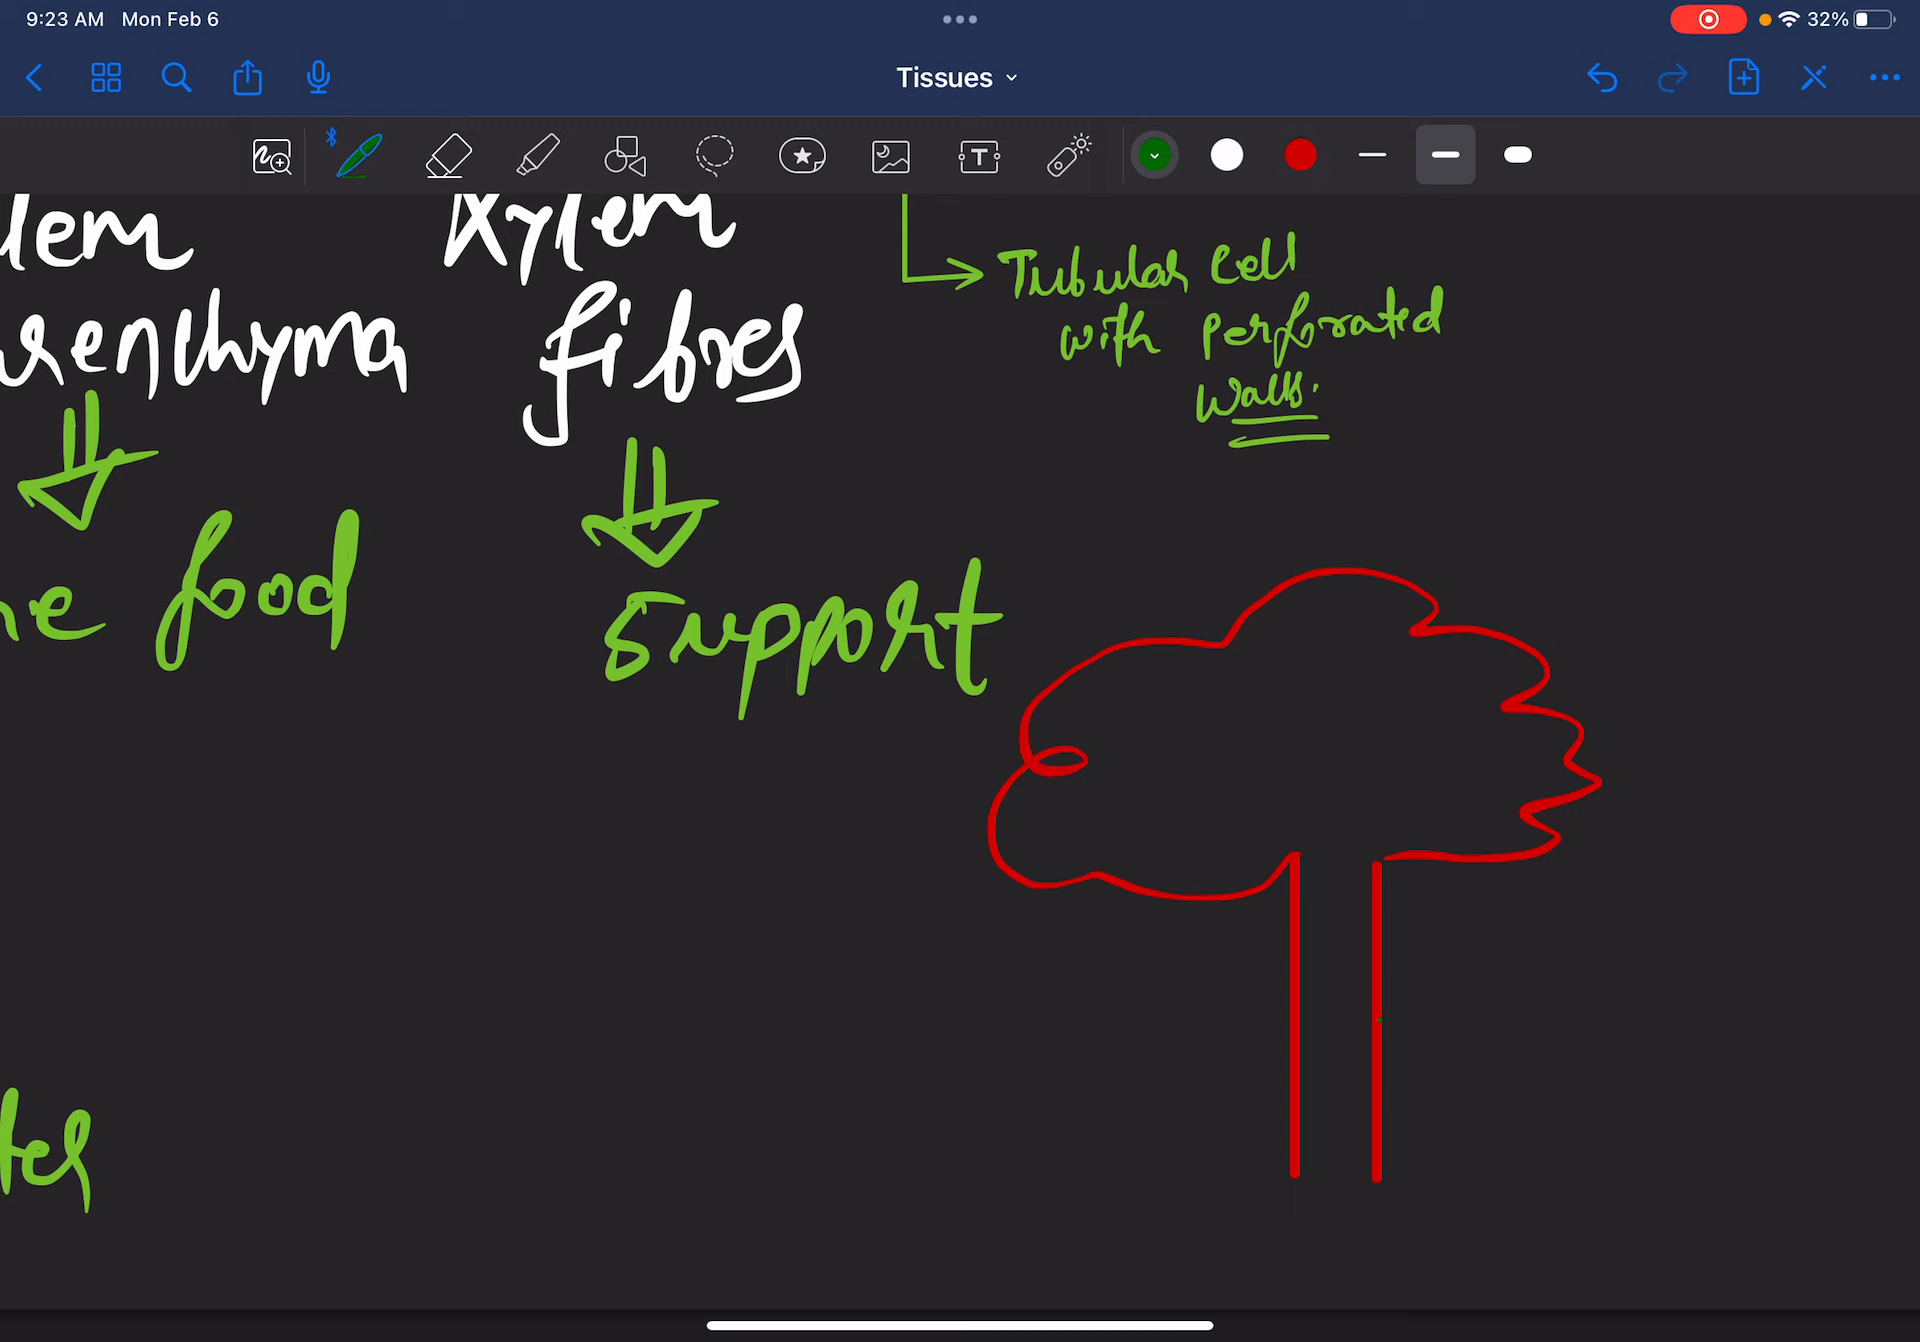 9:23 AM Mon Feb 6
32%
Tissues
T
lem
Xylem
Tubular Cell
renchyma
fibres
with Perforated
Walls.
food
support